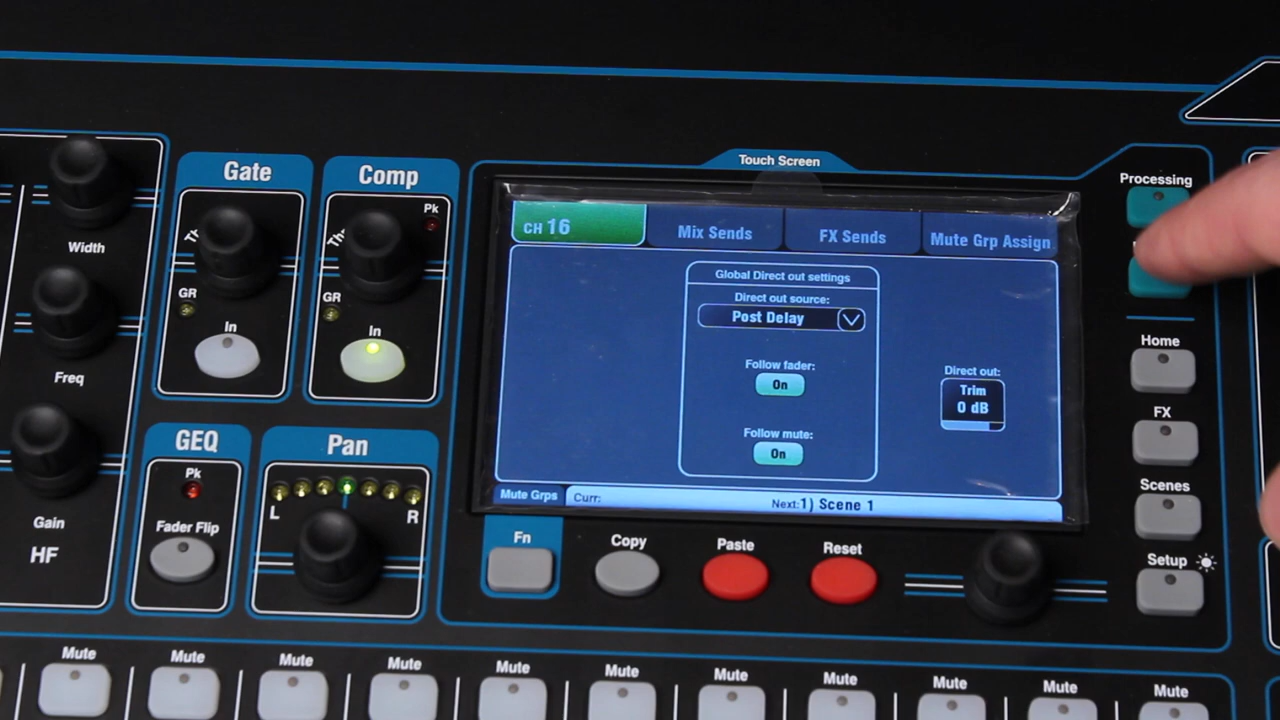 Touch Screen
Processing
Gate
Comp
Pk
GR
GR
In
In
Width
Freq
Gain
HF
GEQ
Pk
Fader Flip
Pan
L
R
CH 16
Mix Sends
FX Sends
Mute Grp Assign
Global Direct out settings
Direct out source:
Post Delay
Follow fader:
On
Follow mute:
On
Direct out:
Trim
0 dB
Mute Grps
Curr:
Next:1) Scene 1
Home
FX
Scenes
Setup
Fn
Copy
Paste
Reset
Mute
Mute
Mute
Mute
Mute
Mute
Mute
Mute
Mute
Mute
Mute